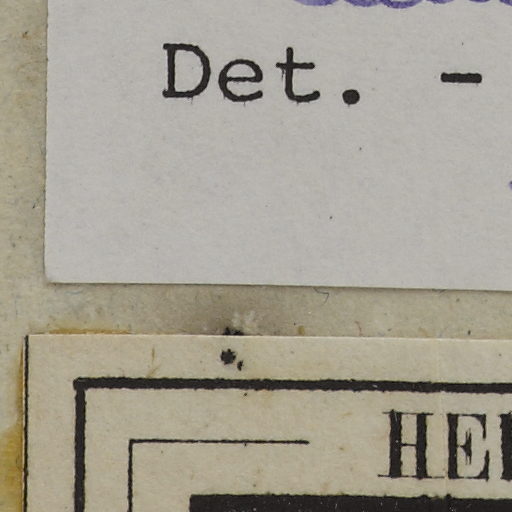 Det. -
HE